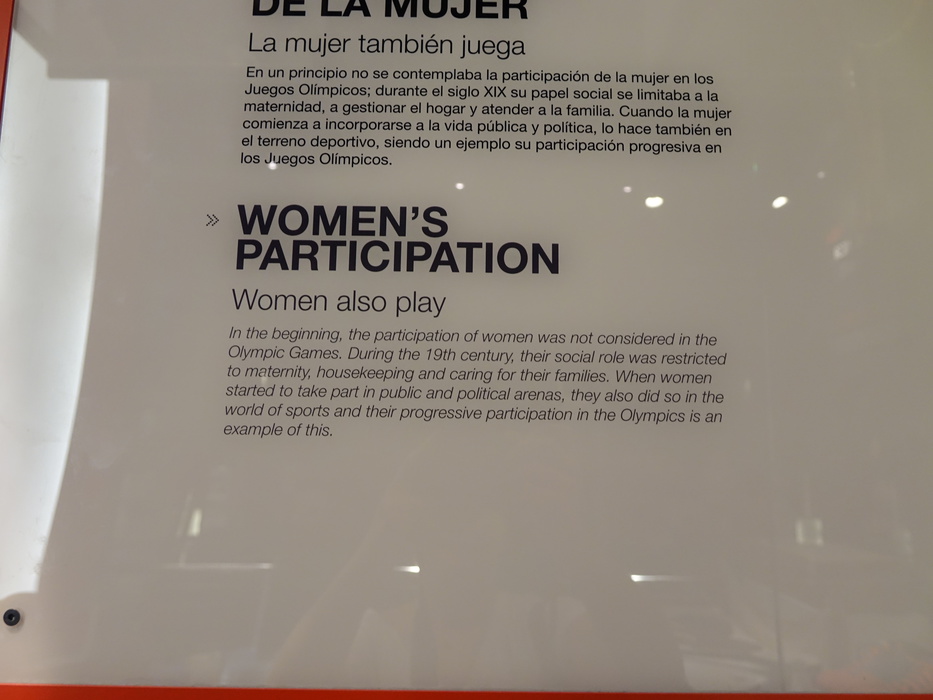 DE LA MUJER
La mujer también juega
En un principio no se contemplaba la participación de la mujer en los
Juegos Olímpicos; durante el siglo XIX su papel social se limitaba a la
maternidad, a gestionar el hogar y atender a la familia. Cuando la mujer
comienza a incorporarse a la vida pública y política, lo hace también en
el terreno deportivo, siendo un ejemplo su participación progresiva en
los Juegos Olímpicos.
WOMEN’S
PARTICIPATION
Women also play
In the beginning, the participation of women was not considered in the
Olympic Games. During the 19th century, their social role was restricted
to maternity, housekeeping and caring for their families. When women
started to take part in public and political arenas, they also did so in the
world of sports and their progressive participation in the Olympics is an
example of this.